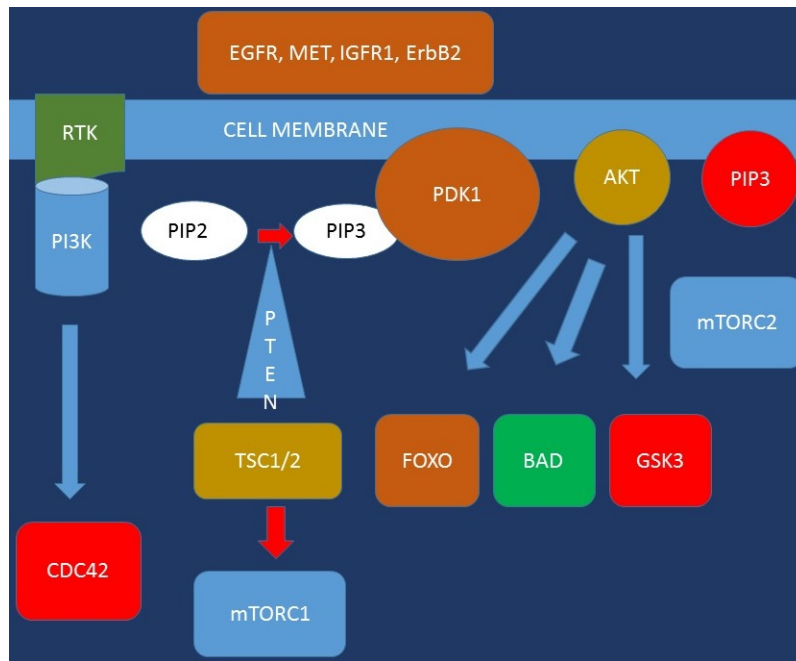 EGFR, MET, IGFR1, ErbB2
RTK
CELL MEMBRANE
PI3K
PIP2
PIP3
PDK1
AKT
PIP3
mTORC2
PTEN
TSC1/2
FOXO
BAD
GSK3
CDC42
mTORC1